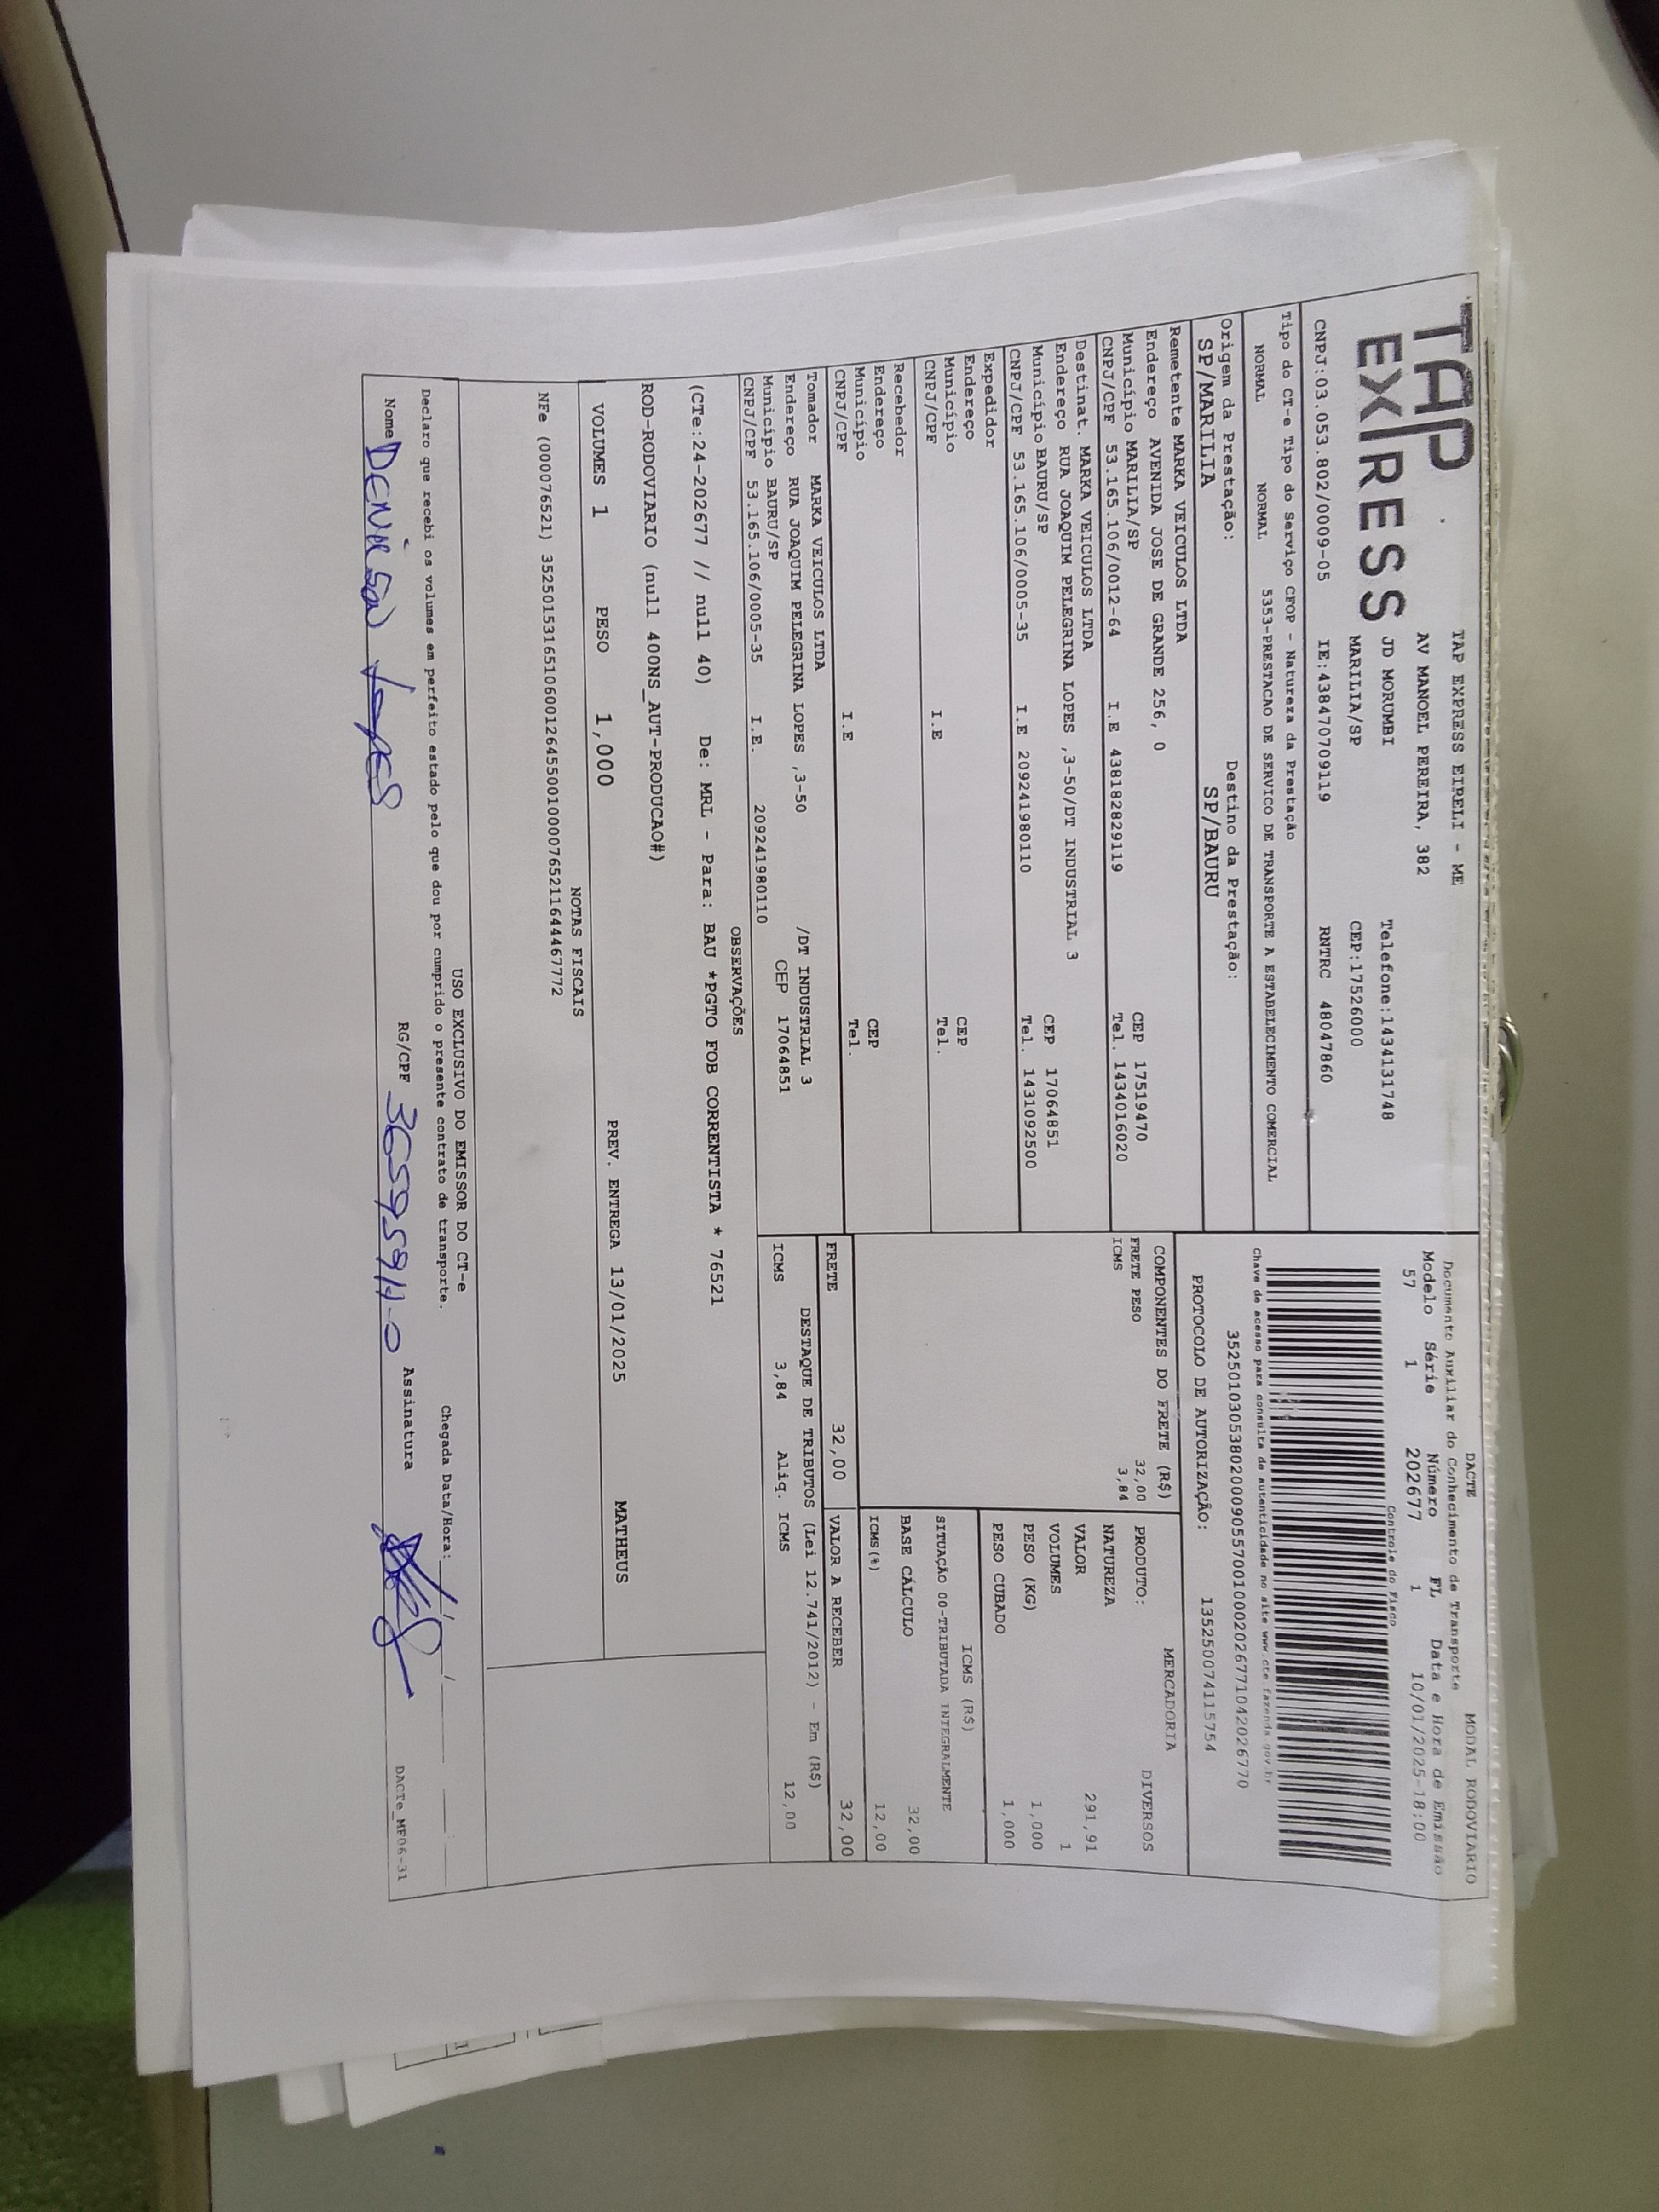 TAP
EXPRESS
TAP EXPRESS EIRELI - ME
AV MANOEL PEREIRA, 382
JD MORUMBI Telefone:1434131748
MARILIA/SP CEP:17526000
CNPJ:03.053.802/0009-05 IE:438470709119 RNTRC 48047860
DACTE MODAL RODOVIARIO
Documento Auxiliar do Conhecimento de Transporte
Modelo Série Número FL Data e Hora de Emissão
57 1 202677 1 10/01/2025-18:00
Controle do Fisco
Chave de acesso para consulta de autenticidade no site www.cte.fazenda.gov.br
35250103053802000905570010002026771042026770
PROTOCOLO DE AUTORIZAÇÃO: 135250074115754
Tipo do CT-e Tipo do Serviço CFOP - Natureza da Prestação
NORMAL NORMAL 5353-PRESTACAO DE SERVICO DE TRANSPORTE A ESTABELECIMENTO COMERCIAL
Origem da Prestação: Destino da Prestação:
SP/MARILIA SP/BAURU
Remetente MARKA VEICULOS LTDA
Endereço AVENIDA JOSE DE GRANDE 256, 0
Município MARILIA/SP CEP 17519470
CNPJ/CPF 53.165.106/0012-64 I.E 438182829119 Tel. 1434016020
Destinat. MARKA VEICULOS LTDA
Endereço RUA JOAQUIM PELEGRINA LOPES ,3-50/DT INDUSTRIAL 3
Município BAURU/SP CEP 17064851
CNPJ/CPF 53.165.106/0005-35 I.E 209241980110 Tel. 1431092500
Expedidor
Endereço
Município CEP
CNPJ/CPF I.E Tel.
Recebedor
Endereço
Município CEP
CNPJ/CPF I.E Tel.
Tomador MARKA VEICULOS LTDA
Endereço RUA JOAQUIM PELEGRINA LOPES ,3-50 /DT INDUSTRIAL 3
Município BAURU/SP CEP 17064851
CNPJ/CPF 53.165.106/0005-35 I.E. 209241980110
COMPONENTES DO FRETE (R$)
FRETE PESO 32,00
ICMS 3,84
MERCADORIA
PRODUTO: DIVERSOS
NATUREZA
VALOR 291,91
VOLUMES 1
PESO (KG) 1,000
PESO CUBADO 1,000
ICMS (R$)
SITUAÇÃO 00-TRIBUTADA INTEGRALMENTE
BASE CÁLCULO 32,00
ICMS(%) 12,00
FRETE 32,00 VALOR A RECEBER 32,00
DESTAQUE DE TRIBUTOS (Lei 12.741/2012) - Em (R$)
ICMS 3,84 Aliq. ICMS 12,00
OBSERVAÇÕES
(CTe:24-202677 // null 40) De: MRL - Para: BAU *PGTO FOB CORRENTISTA * 76521
ROD-RODOVIARIO (null 400NS_AUT-PRODUCAO#)
VOLUMES 1 PESO 1,000 PREV. ENTREGA 13/01/2025 MATHEUS
NOTAS FISCAIS
NFe (000076521) 35250153165106001264550010000765211644467772
USO EXCLUSIVO DO EMISSOR DO CT-e
Declaro que recebi os volumes em perfeito estado pelo que dou por cumprido o presente contrato de transporte. Chegada Data/Hora: / / :
Nome DENILSON LOPES RG/CPF 36595911-0 Assinatura
DACTe_MF06-31